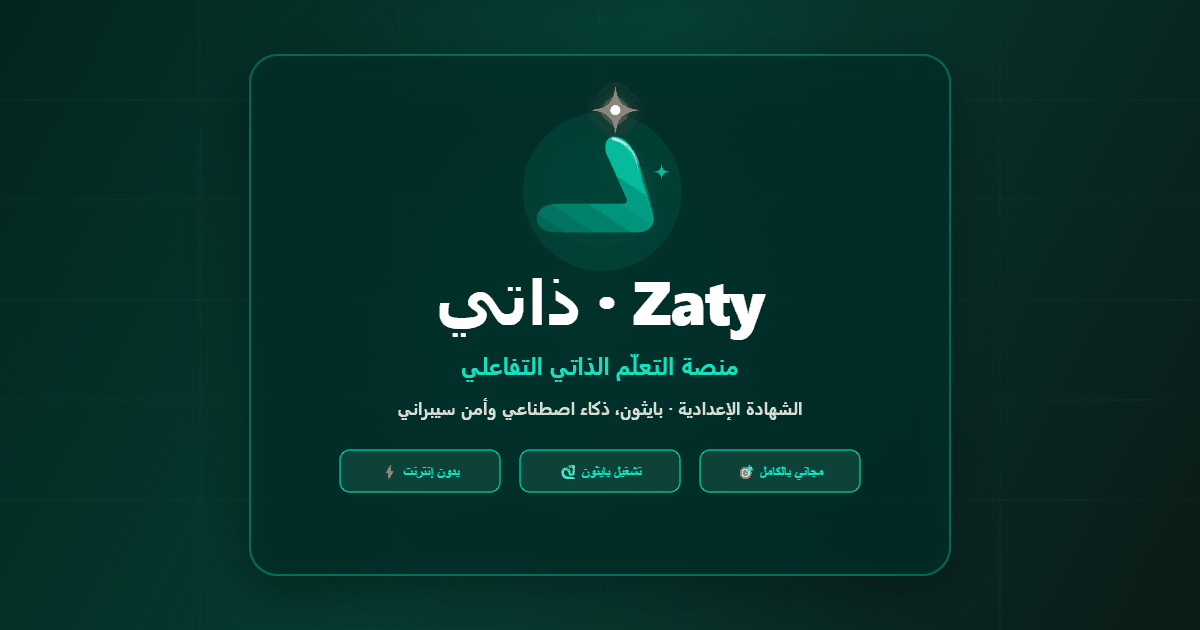 Zaty · ذاتي
منصة التعلّم الذاتي التفاعلي
الشهادة الإعدادية · بايثون، ذكاء اصطناعي وأمن سيبراني
مجاني بالكامل
تشغيل بايثون
بدون إنترنت